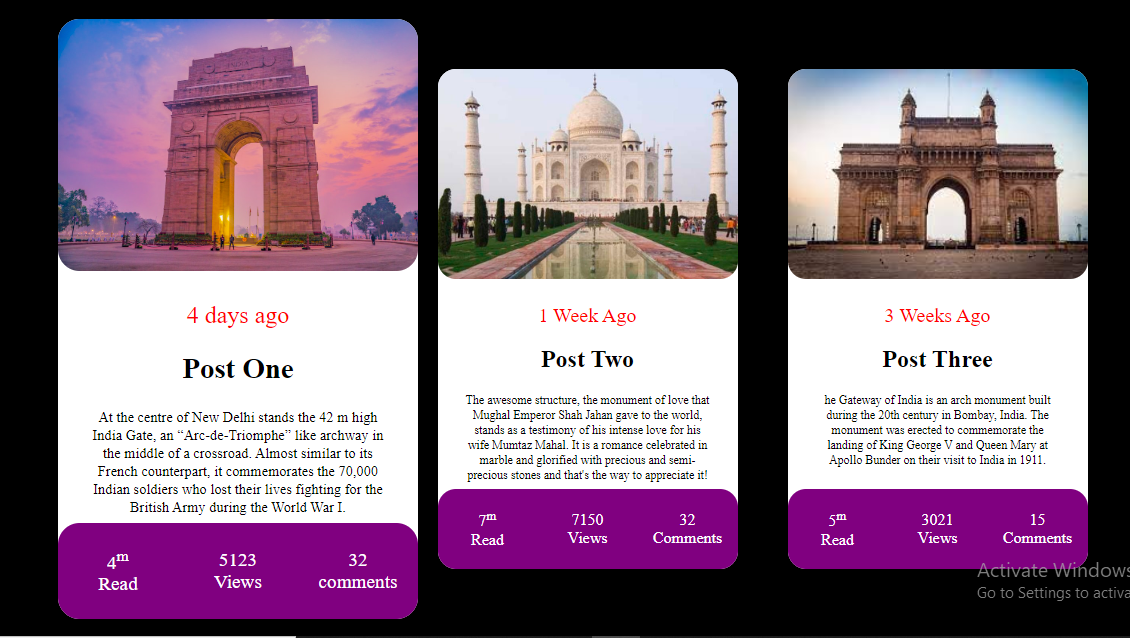 4 days ago
Post One
At the centre of New Delhi stands the 42 m high
India Gate, an “Arc-de-Triomphe” like archway in
the middle of a crossroad. Almost similar to its
French counterpart, it commemorates the 70,000
Indian soldiers who lost their lives fighting for the
British Army during the World War I.
4m
Read
5123
Views
32
comments
1 Week Ago
Post Two
The awesome structure, the monument of love that
Mughal Emperor Shah Jahan gave to the world,
stands as a testimony of his intense love for his
wife Mumtaz Mahal. It is a romance celebrated in
marble and glorified with precious and semi-
precious stones and that's the way to appreciate it!
7m
Read
7150
Views
32
Comments
3 Weeks Ago
Post Three
he Gateway of India is an arch monument built
during the 20th century in Bombay, India. The
monument was erected to commemorate the
landing of King George V and Queen Mary at
Apollo Bunder on their visit to India in 1911.
5m
Read
3021
Views
15
Comments
Activate Windows
Go to Settings to activa